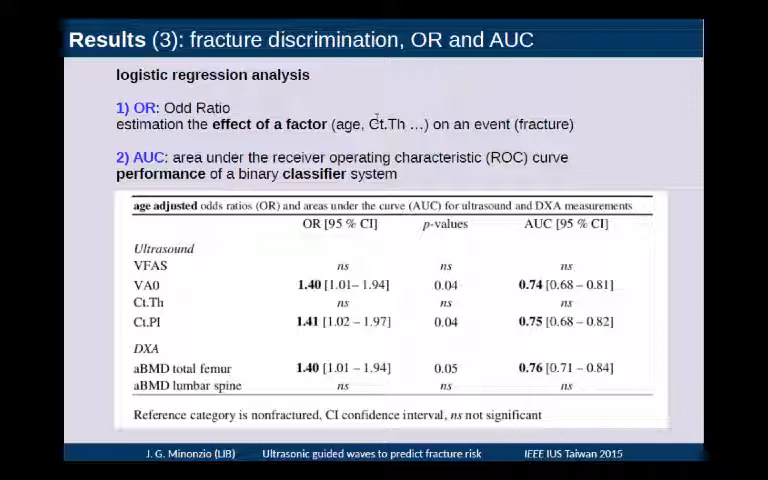 Results (3): fracture discrimination, OR and AUC
logistic regression analysis
1) OR: Odd Ratio
estimation the effect of a factor (age, Ct.Th ...) on an event (fracture)
2) AUC: area under the receiver operating characteristic (ROC) curve
performance of a binary classifier system
age adjusted odds ratios (OR) and areas under the curve (AUC) for ultrasound and DXA measurements
OR [95 % CI] p-values AUC [95 % CI]
Ultrasound
VFAS ns ns ns
VA0 1.40 [1.01– 1.94] 0.04 0.74 [0.68 – 0.81]
Ct.Th ns ns ns
Ct.PI 1.41 [1.02 – 1.97] 0.04 0.75 [0.68 – 0.82]
DXA
aBMD total femur 1.40 [1.01 – 1.94] 0.05 0.76 [0.71 – 0.84]
aBMD lumbar spine ns ns ns
Reference category is nonfractured, CI confidence interval, ns not significant
J. G. Minonzio (LIB) Ultrasonic guided waves to predict fracture risk IEEE IUS Taiwan 2015